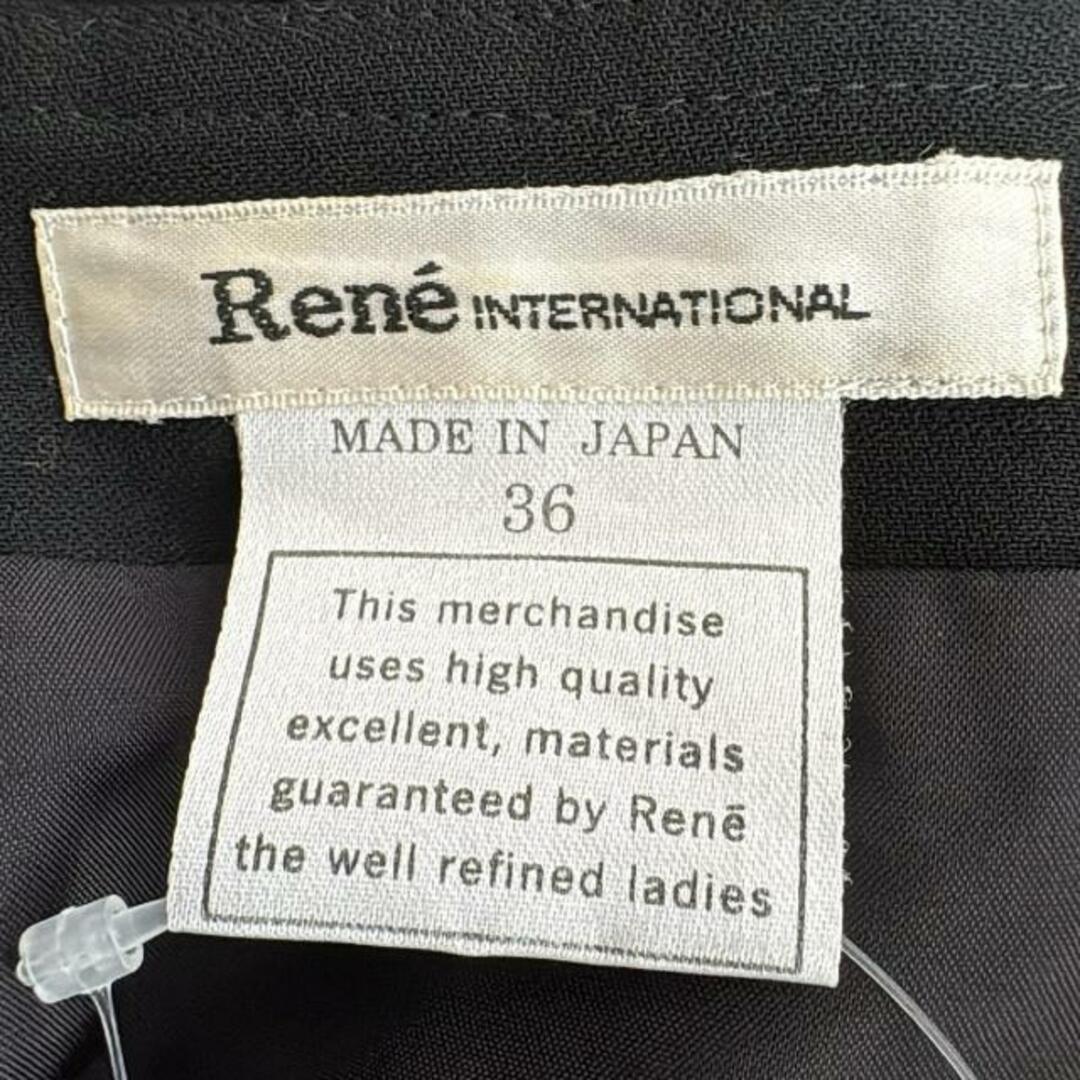 René INTERNATIONAL
MADE IN JAPAN
36
This merchandise
uses high quality
excellent, materials
guaranteed by Renē
the well refined ladies